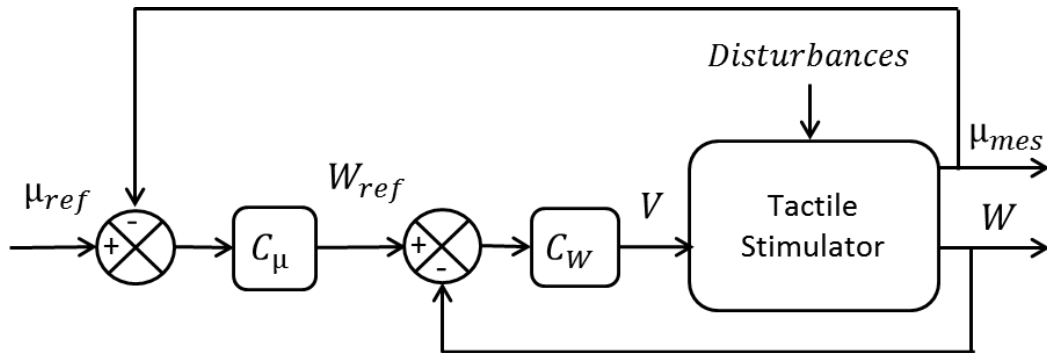 Disturbances
μ_mes
μ_ref
-
+
C_μ
W_ref
+
-
C_W
V
Tactile
Stimulator
W